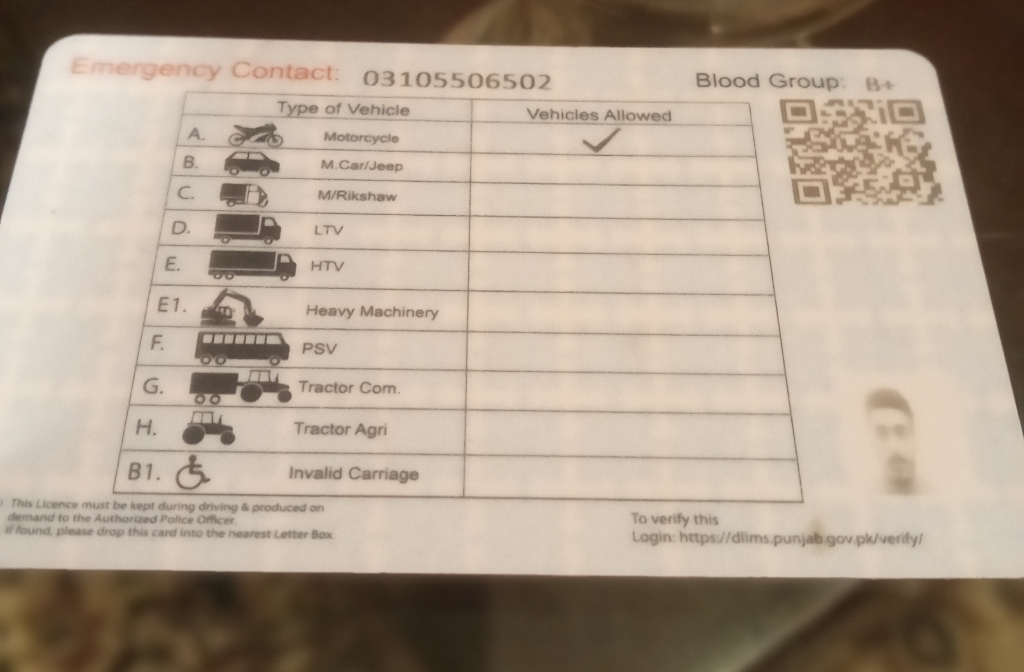 Emergency Contact: 03105506502 Blood Group: B+
Type of Vehicle Vehicles Allowed
A. Motorcycle ✓
B. M.Car/Jeep
C. M/Rikshaw
D. LTV
E. HTV
E1. Heavy Machinery
F. PSV
G. Tractor Com.
H. Tractor Agri
B1. Invalid Carriage
This Licence must be kept during driving & produced on
demand to the Authorized Police Officer.
If found, please drop this card into the nearest Letter Box.
To verify this
Login: https://dlims.punjab.gov.pk/verify/